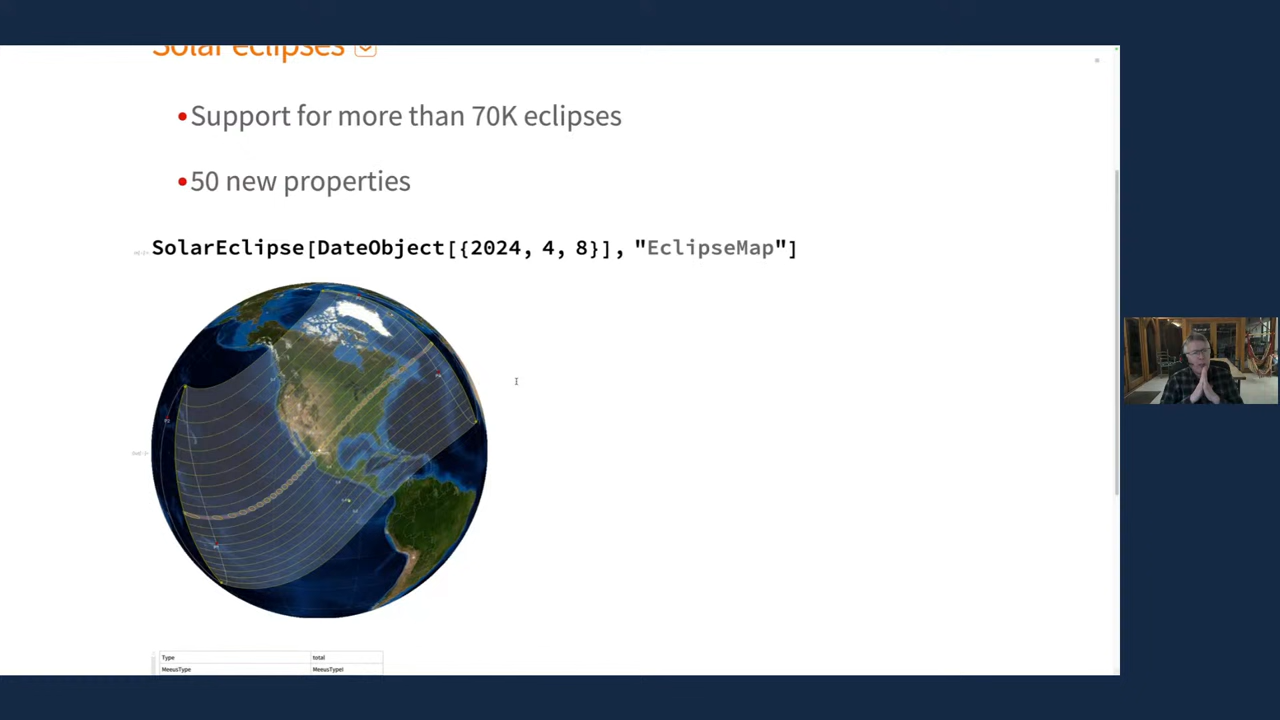 Solar eclipses
•Support for more than 70K eclipses
•50 new properties
SolarEclipse[DateObject[{2024, 4, 8}], "EclipseMap"]
Type total
MeeusType MeeusTypeI